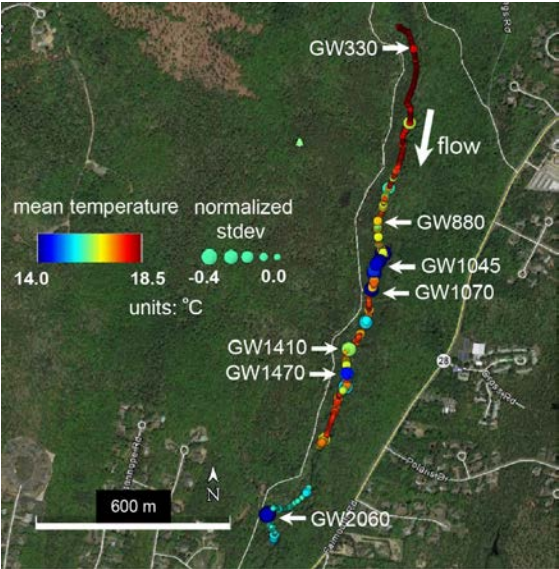 GW330
flow
mean temperature
normalized
stdev
GW880
14.0
18.5
-0.4
0.0
GW1045
units: °C
GW1070
GW1410
GW1470
28
600 m
N
GW2060